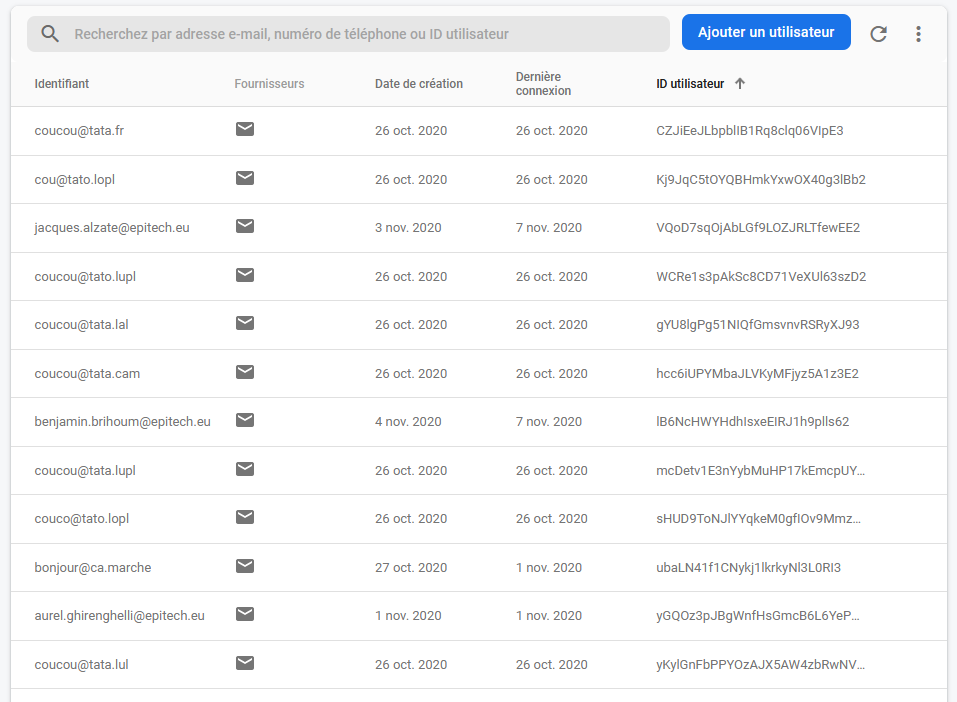 Recherchez par adresse e-mail, numéro de téléphone ou ID utilisateur Ajouter un utilisateur
Identifiant Fournisseurs Date de création Dernière connexion ID utilisateur
coucou@tata.fr 26 oct. 2020 26 oct. 2020 CZJiEeJLbpblIB1Rq8clq06VIpE3
cou@tato.lopl 26 oct. 2020 26 oct. 2020 Kj9JqC5tOYQBHmkYxwOX40g3lBb2
jacques.alzate@epitech.eu 3 nov. 2020 7 nov. 2020 VQoD7sqOjAbLGf9LOZJRLTfewEE2
coucou@tato.lupl 26 oct. 2020 26 oct. 2020 WCRe1s3pAkSc8CD71VeXUl63szD2
coucou@tata.lal 26 oct. 2020 26 oct. 2020 gYU8lgPg51NIQfGmsvnvRSRyXJ93
coucou@tata.cam 26 oct. 2020 26 oct. 2020 hcc6iUPYMbaJLVKyMFjyz5A1z3E2
benjamin.brihoum@epitech.eu 4 nov. 2020 7 nov. 2020 lB6NcHWYHdhIsxeElRJ1h9plls62
coucou@tata.lupl 26 oct. 2020 26 oct. 2020 mcDetv1E3nYybMuHP17kEmcpUY...
couco@tato.lopl 26 oct. 2020 26 oct. 2020 sHUD9ToNJlYYqkeM0gfIOv9Mmz...
bonjour@ca.marche 27 oct. 2020 1 nov. 2020 ubaLN41f1CNykj1lkrkyNl3L0RI3
aurel.ghirenghelli@epitech.eu 1 nov. 2020 1 nov. 2020 yGQOz3pJBgWnfHsGmcB6L6YeP...
coucou@tata.lul 26 oct. 2020 26 oct. 2020 yKylGnFbPPYOzAJX5AW4zbRwNV...